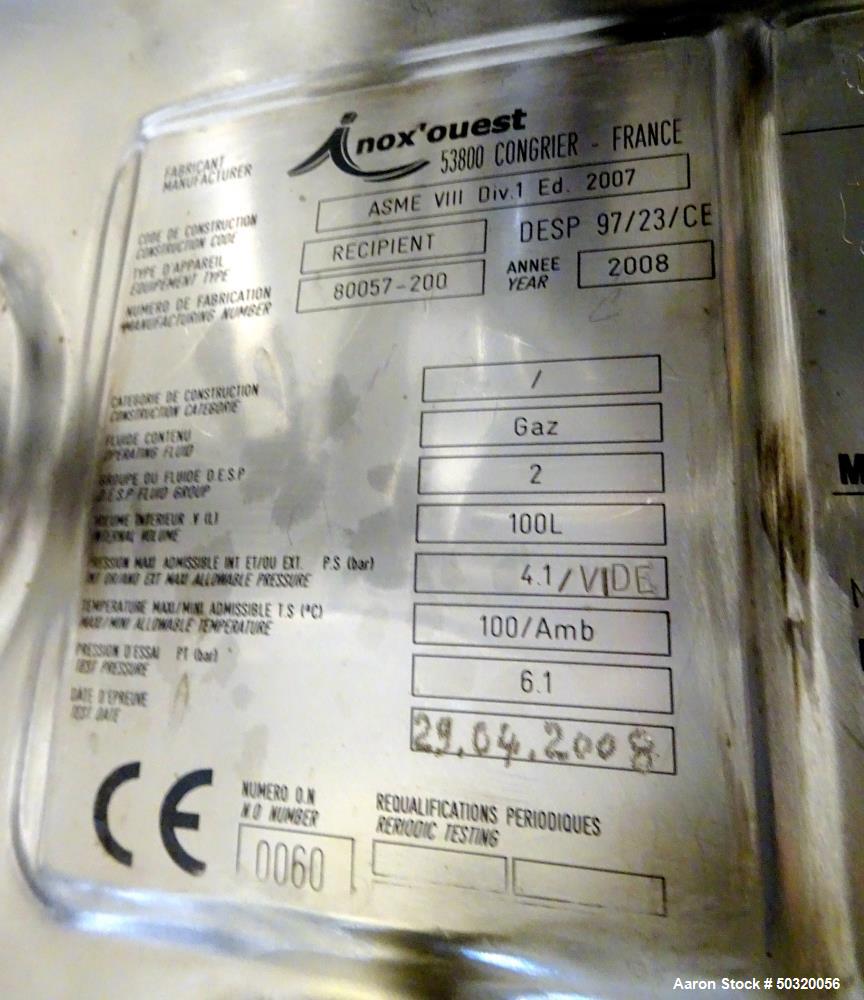 inox'ouest
FABRICANT
MANUFACTURER
53800 CONGRIER - FRANCE
CODE DE CONSTRUCTION
CONSTRUCTION CODE
ASME VIII Div.1 Ed. 2007
TYPE D'APPAREIL
EQUIPEMENT TYPE
RECIPIENT
DESP 97/23/CE
NUMERO DE FABRICATION
MANUFACTURING NUMBER
80057-200
ANNEE
YEAR
2008
CATEGORIE DE CONSTRUCTION
CONSTRUCTION CATEGORIE
/
FLUIDE CONTENU
OPERATING FLUID
Gaz
GROUPE DU FLUIDE D.E.S.P
D.E.S.P FLUID GROUP
2
VOLUME INTERIEUR V (L)
INTERNAL VOLUME
100L
PRESSION MAXI ADMISSIBLE INT ET/OU EXT. P.S (bar)
INT OR/AND EXT MAXI ALLOWABLE PRESSURE
4.1/VIDE
TEMPERATURE MAXI/MINI ADMISSIBLE T.S (°C)
MAXI/MINI ALLOWABLE TEMPERATURE
100/Amb
PRESSION D'ESSAI PT (bar)
TEST PRESSURE
6.1
DATE D'EPREUVE
TEST DATE
29.04.2008
CE
NUMERO O.N
N.O NUMBER
0060
REQUALIFICATIONS PERIODIQUES
RERIODIC TESTING
M
Aaron Stock # 50320056